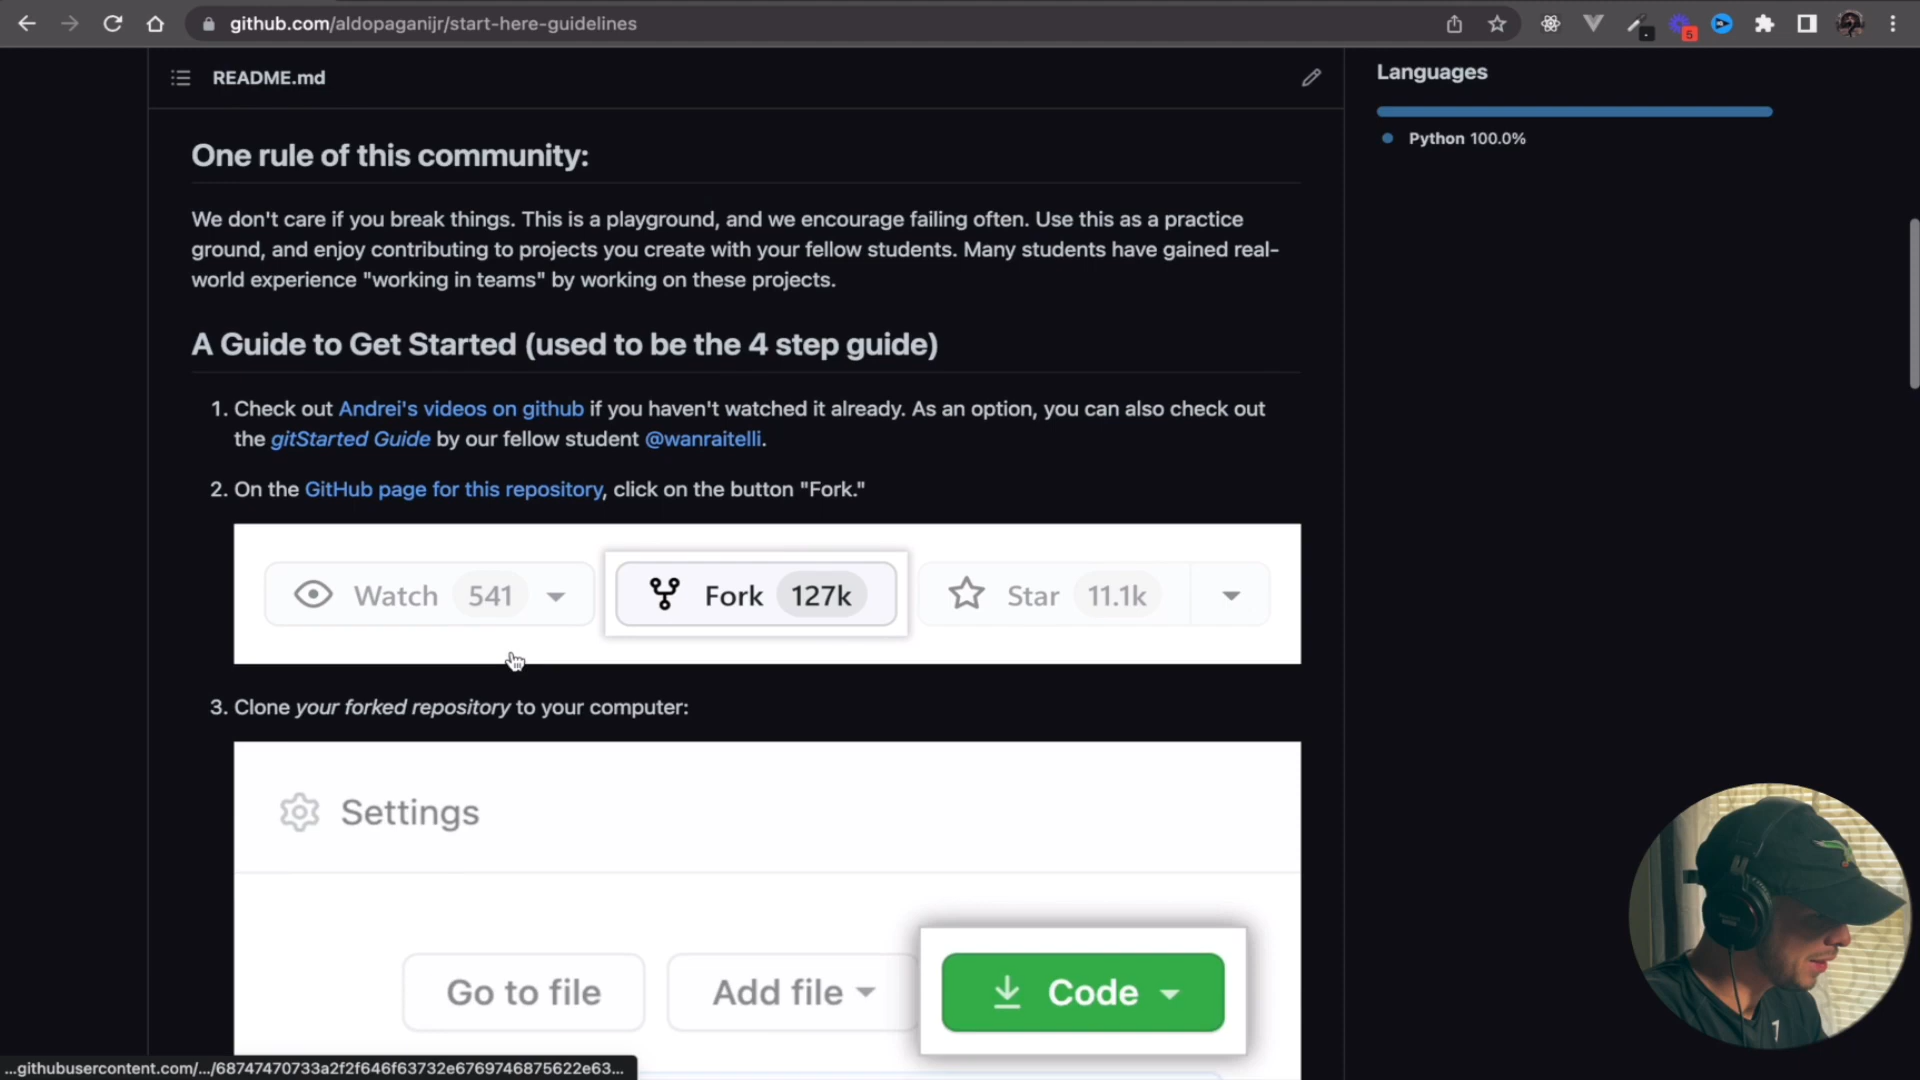 github.com/aldopaganijr/start-here-guidelines
5
README.md
Languages
Python 100.0%
One rule of this community:
We don't care if you break things. This is a playground, and we encourage failing often. Use this as a practice
ground, and enjoy contributing to projects you create with your fellow students. Many students have gained real-
world experience "working in teams" by working on these projects.
A Guide to Get Started (used to be the 4 step guide)
1. Check out Andrei's videos on github if you haven't watched it already. As an option, you can also check out
the gitStarted Guide by our fellow student @wanraitelli.
2. On the GitHub page for this repository, click on the button "Fork."
Watch 541 Fork 127k Star 11.1k
3. Clone your forked repository to your computer:
Settings
Go to file Add file Code
...githubusercontent.com/.../68747470733a2f2f646f63732e6769746875622e63...